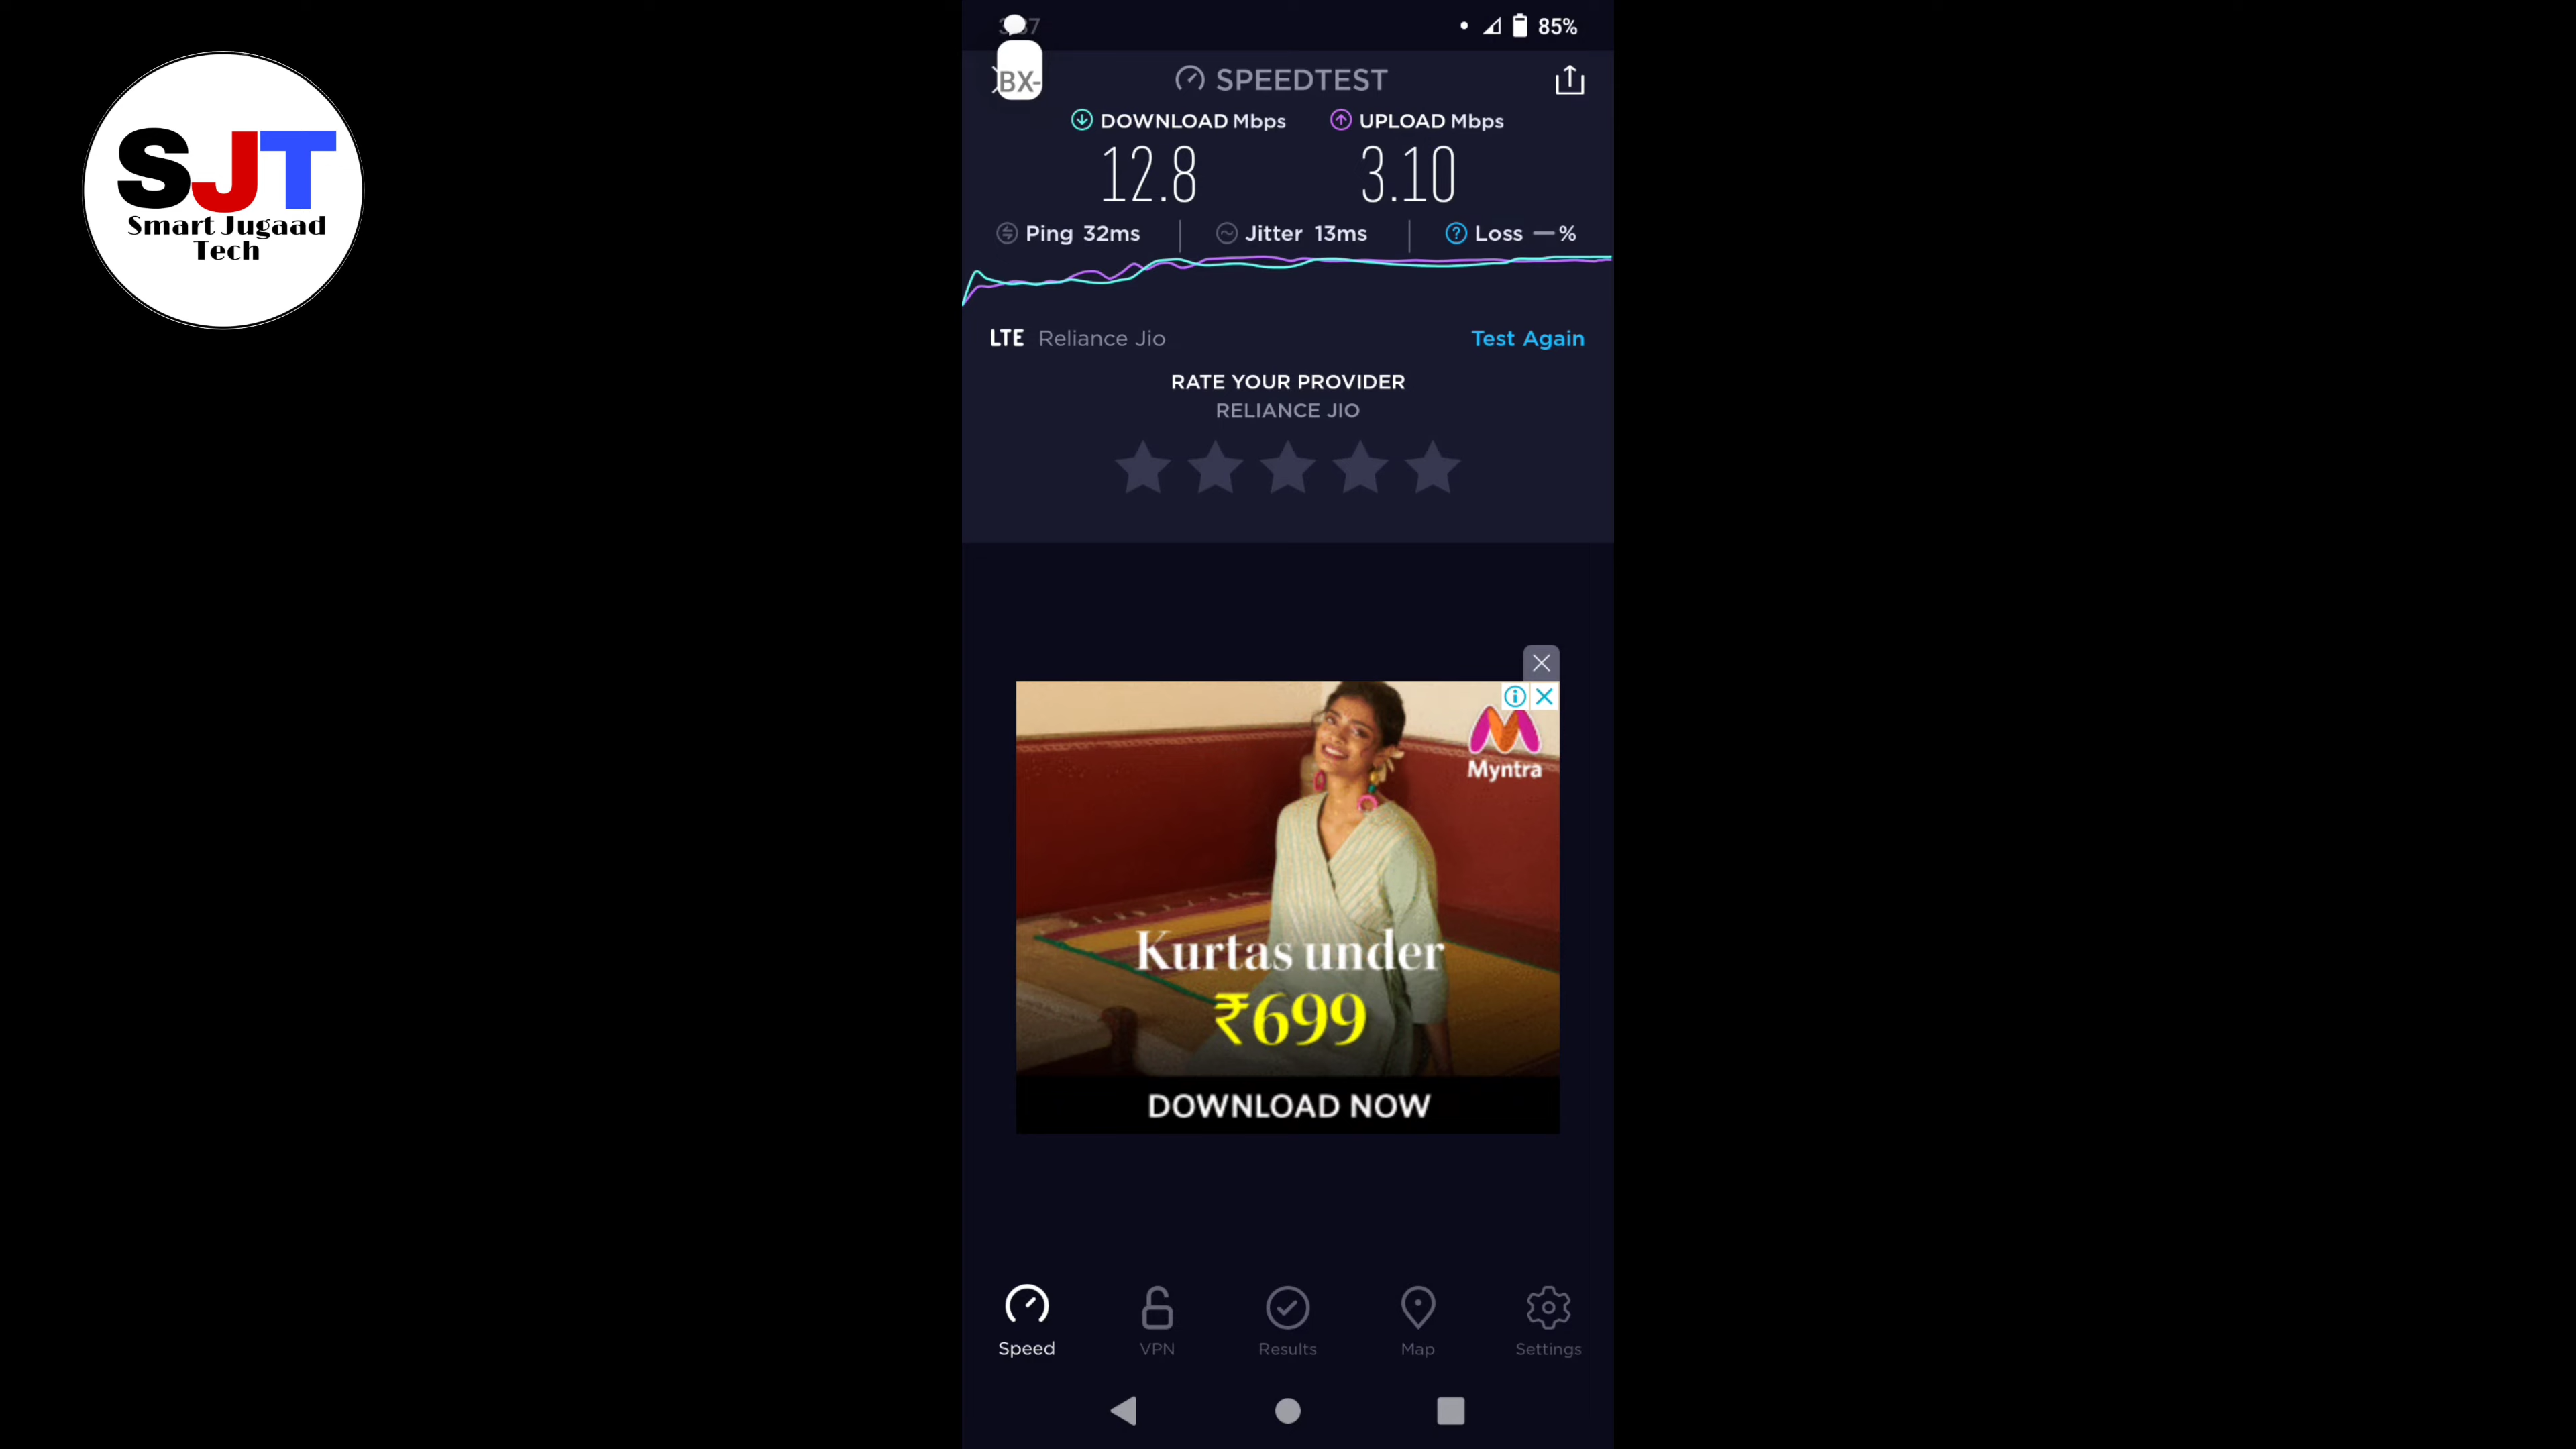 SJT
Smart Jugaad
Tech
85%
BX-
SPEEDTEST
DOWNLOAD Mbps
UPLOAD Mbps
12.8
3.10
Ping 32ms
Jitter 13ms
Loss —%
LTE Reliance Jio
Test Again
RATE YOUR PROVIDER
RELIANCE JIO
Myntra
Kurtas under
₹699
DOWNLOAD NOW
Speed
VPN
Results
Map
Settings